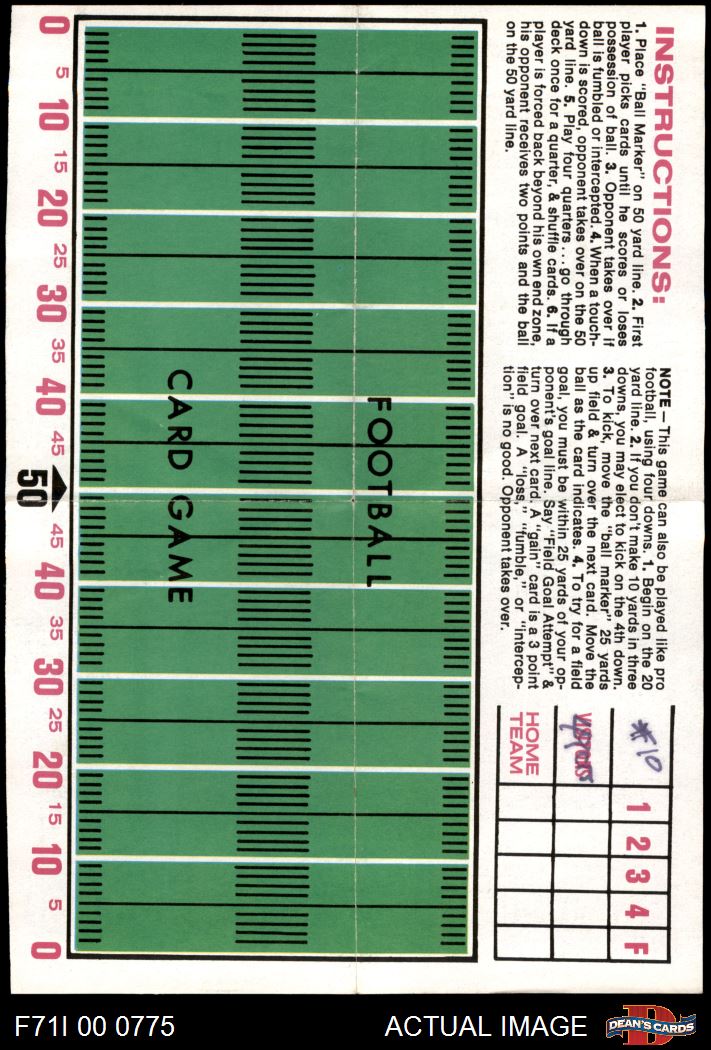 INSTRUCTIONS:
1. Place "Ball Marker" on 50 yard line. 2. First
player picks cards until he scores or loses
possession of ball. 3. Opponent takes over if
ball is fumbled or intercepted. 4. When a touch-
down is scored, opponent takes over on the 50
yard line. 5. Play four quarters...go through
deck once for a quarter, & shuffle cards. 6. If a
player is forced back beyond his own end zone,
his opponent receives two points and the ball
on the 50 yard line.
NOTE— This game can also be played like pro
football, using four downs. 1. Begin on the 20
yard line. 2. If you don't make 10 yards in three
downs, you may elect to kick on the 4th down.
3. To kick, move the "ball marker" 25 yards
up field & turn over the next card. Move the
ball as the card indicates. 4. To try for a field
goal, you must be within 25 yards of your op-
ponent's goal line. Say "Field Goal Attempt" &
turn over next card. A "gain" card is a 3 point
field goal. A "loss," "fumble," or "intercep-
tion" is no good. Opponent takes over.
#10
1 2 3 4 F
VISITORS
HOME
TEAM
FOOTBALL
CARD GAME
0 5 10 15 20 25 30 35 40 45 50 45 40 35 30 25 20 15 10 5 0
F71I 00 0775
ACTUAL IMAGE
D
DEAN'S CARDS